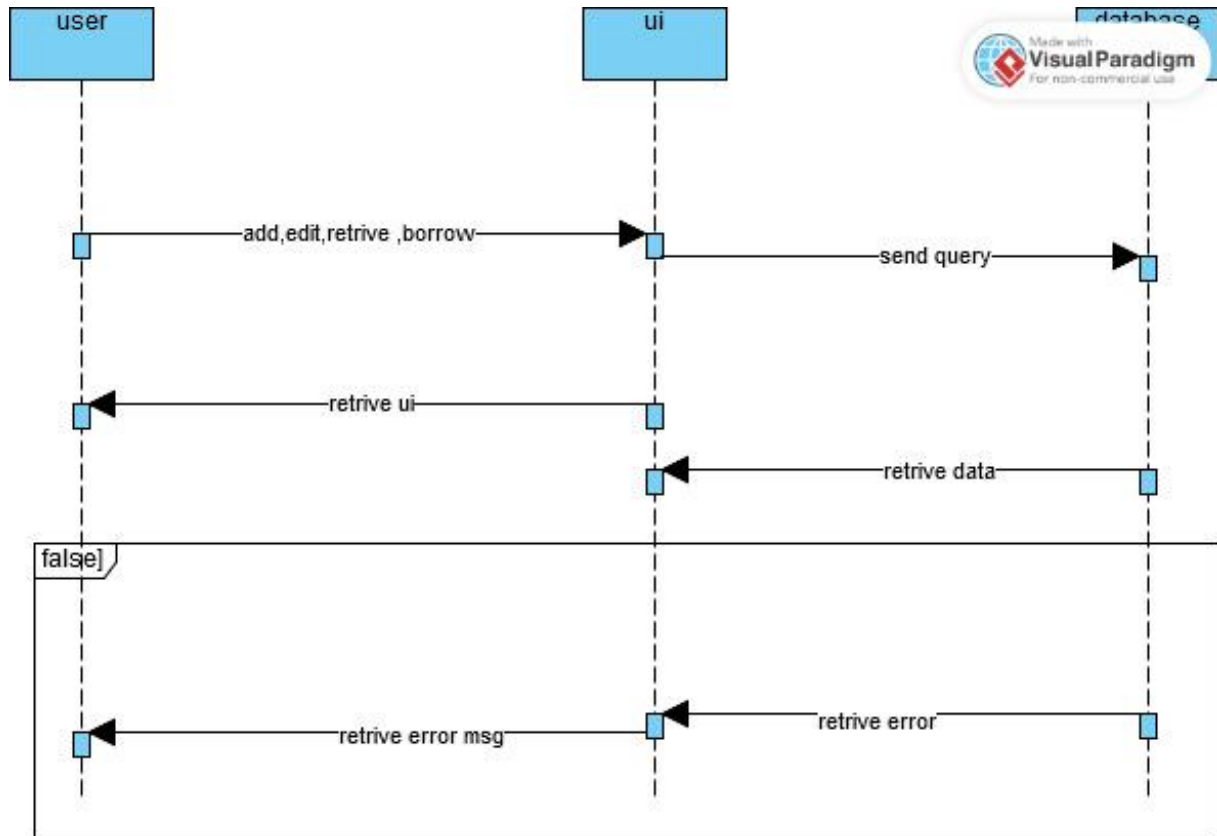 user
ui
database
Made with
Visual Paradigm
For non-commercial use
add,edit,retrive ,borrow
send query
retrive ui
retrive data
false]
retrive error
retrive error msg